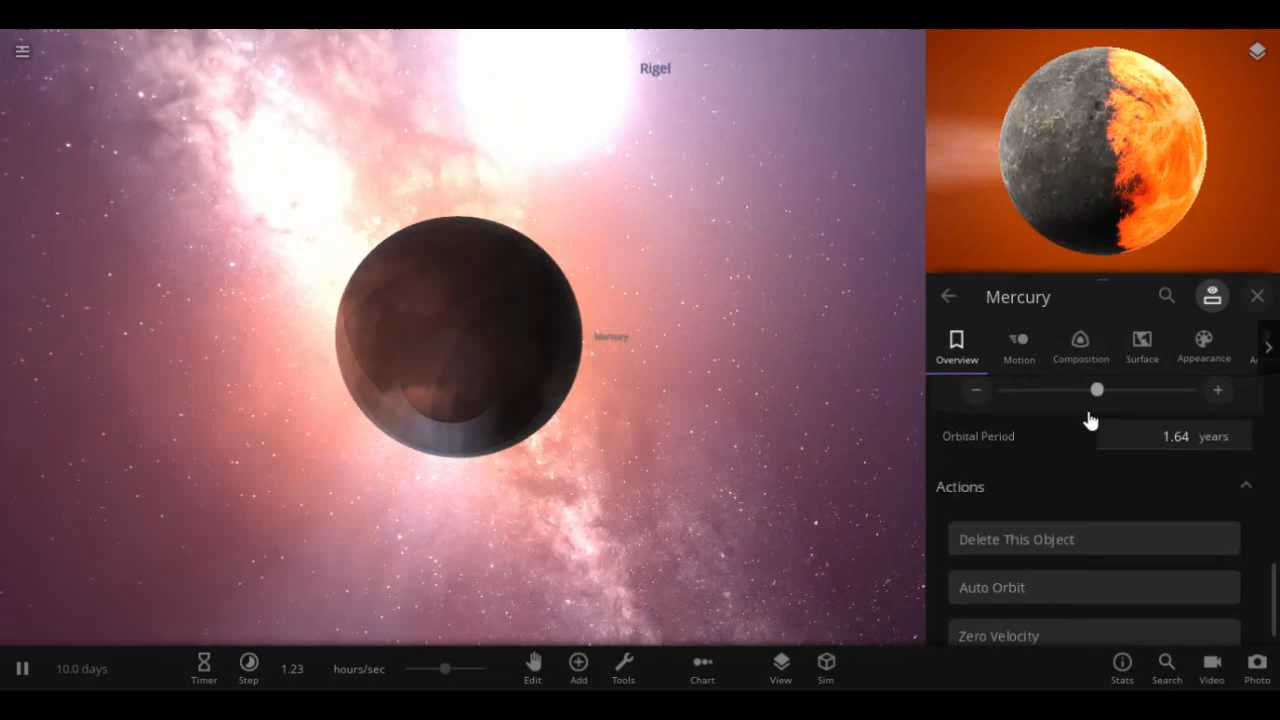 Rigel
Mercury
Mercury
Overview
Motion
Composition
Surface
Appearance
Orbital Period
1.64 years
Actions
Delete This Object
Auto Orbit
Zero Velocity
10.0 days
Timer
Step
1.23 hours/sec
Edit
Add
Tools
Chart
View
Sim
Stats
Search
Video
Photo